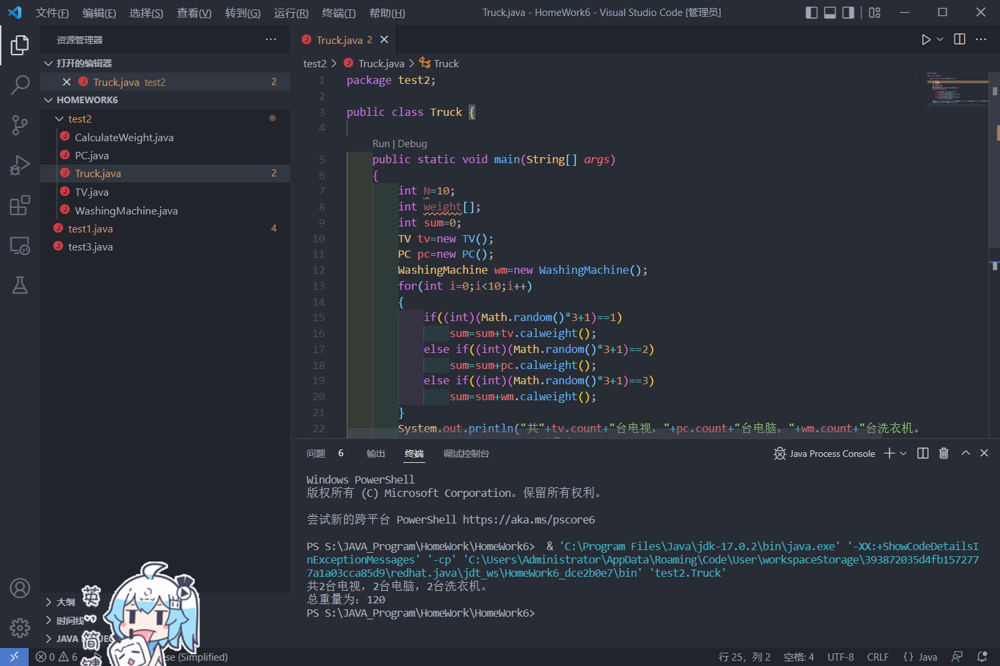 文件(F) 编辑(E) 选择(S) 查看(V) 转到(G) 运行(R) 终端(T) 帮助(H) Truck.java - HomeWork6 - Visual Studio Code [管理员]
资源管理器
打开的编辑器
Truck.java test2 2
HOMEWORK6
test2
CalculateWeight.java
PC.java
Truck.java 2
TV.java
WashingMachine.java
test1.java 4
test3.java
大纲
时间线
JAVA
英
简
Truck.java 2
test2 > Truck.java > Truck
1 package test2;
2
3 public class Truck {
4
Run | Debug
5 public static void main(String[] args)
6 {
7 int N=10;
8 int weight[];
9 int sum=0;
10 TV tv=new TV();
11 PC pc=new PC();
12 WashingMachine wm=new WashingMachine();
13 for(int i=0;i<10;i++)
14 {
15 if((int)(Math.random()*3+1)==1)
16 sum=sum+tv.calweight();
17 else if((int)(Math.random()*3+1)==2)
18 sum=sum+pc.calweight();
19 else if((int)(Math.random()*3+1)==3)
20 sum=sum+wm.calweight();
21 }
22 System.out.println("共"+tv.count+"台电视，"+pc.count+"台电脑，"+wm.count+"台洗衣机。
问题 6 输出 终端 调试控制台 Java Process Console
Windows PowerShell
版权所有 (C) Microsoft Corporation。保留所有权利。
尝试新的跨平台 PowerShell https://aka.ms/pscore6
PS S:\JAVA_Program\HomeWork\HomeWork6>  & 'C:\Program Files\Java\jdk-17.0.2\bin\java.exe' '-XX:+ShowCodeDetailsI
nExceptionMessages' '-cp' 'C:\Users\Administrator\AppData\Roaming\Code\User\workspaceStorage\393872035d4fb157277
7a1a03cca85d9\redhat.java\jdt_ws\HomeWork6_dce2b0e7\bin' 'test2.Truck'
共2台电视，2台电脑，2台洗衣机。
总重量为：120
PS S:\JAVA_Program\HomeWork\HomeWork6>
0 6 (Simplified) 行 25，列 2 空格: 4 UTF-8 CRLF {} Java